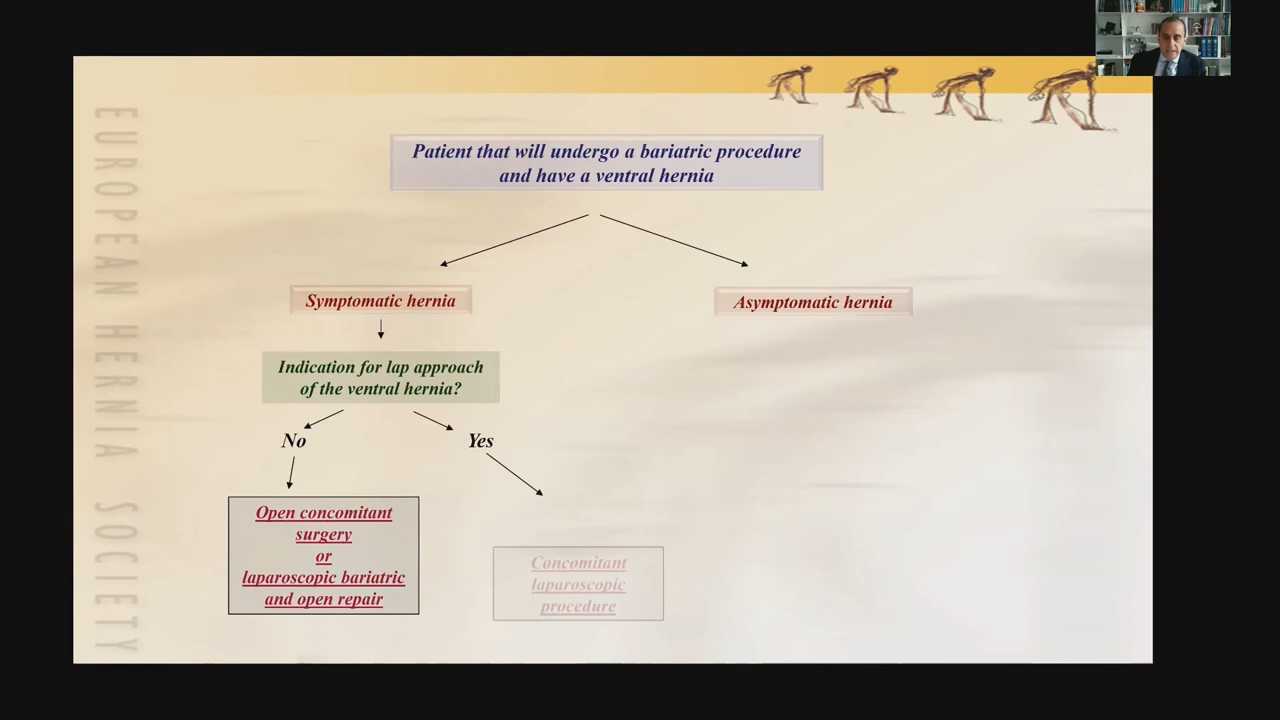 EUROPEAN HERNIA SOCIETY
Patient that will undergo a bariatric procedure
and have a ventral hernia
Symptomatic hernia
Asymptomatic hernia
Indication for lap approach
of the ventral hernia?
No
Yes
Open concomitant
surgery
or
laparoscopic bariatric
and open repair
Concomitant
laparoscopic
procedure